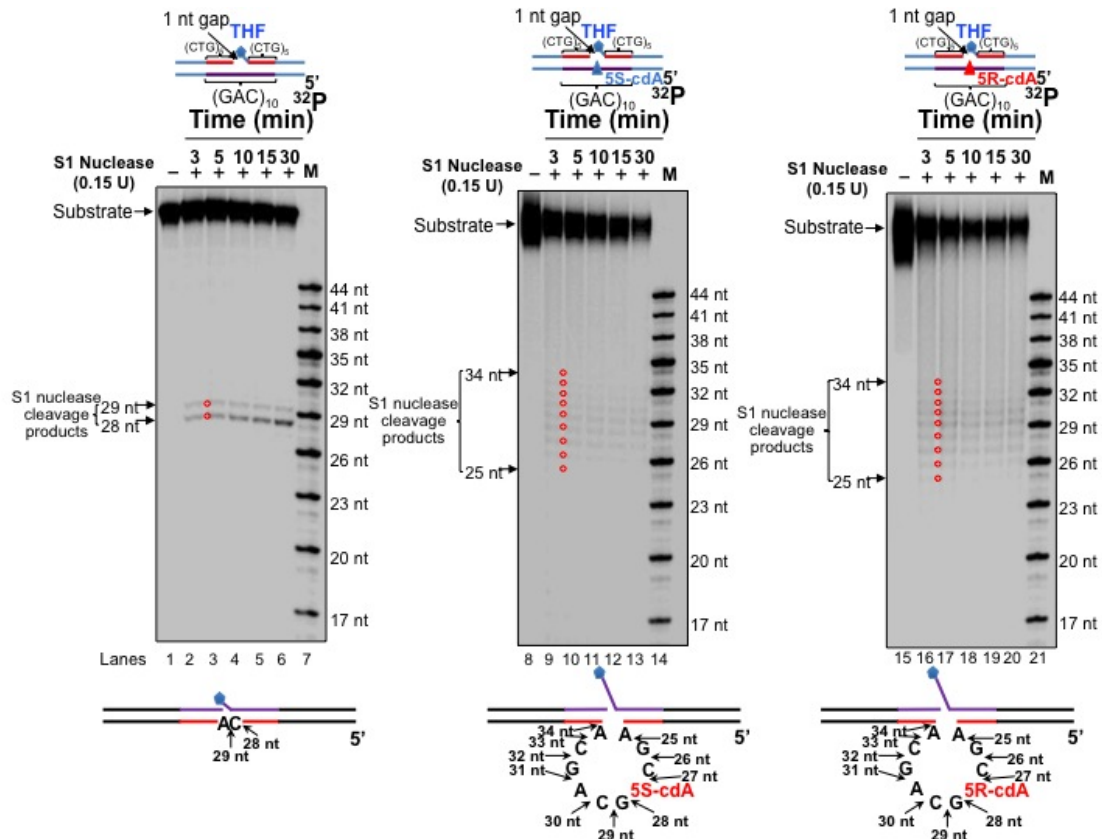 1 nt gap THF
(CTG)5 (CTG)5
5'
32P
(GAC)10
Time (min)
S1 Nuclease (0.15 U)
3 5 10 15 30
− + + + + + M
Substrate
44 nt
41 nt
38 nt
35 nt
32 nt
29 nt
26 nt
23 nt
20 nt
17 nt
S1 nuclease
cleavage
products
29 nt
28 nt
Lanes 1 2 3 4 5 6 7
AC
28 nt
29 nt
5'
1 nt gap THF
(CTG) (CTG)5
5S-cdA5'
32P
(GAC)10
Time (min)
S1 Nuclease (0.15 U)
3 5 10 15 30
− + + + + + M
Substrate
44 nt
41 nt
38 nt
35 nt
32 nt
29 nt
26 nt
23 nt
20 nt
17 nt
34 nt
S1 nuclease
cleavage
products
25 nt
8 9 10 11 12 13 14
34 nt A A 25 nt 5'
33 nt C G 26 nt
32 nt G C 27 nt
31 nt A 5S-cdA
30 nt C G 28 nt
29 nt
1 nt gap THF
(CTG) (CTG)
5R-cdA5'
32P
(GAC)10
Time (min)
S1 Nuclease (0.15 U)
3 5 10 15 30
− + + + + + M
Substrate
44 nt
41 nt
38 nt
35 nt
32 nt
29 nt
26 nt
23 nt
20 nt
17 nt
34 nt
S1 nuclease
cleavage
products
25 nt
15 16 17 18 19 20 21
34 nt A A 25 nt 5'
33 nt C G 26 nt
32 nt G C 27 nt
31 nt A 5R-cdA
30 nt C G 28 nt
29 nt